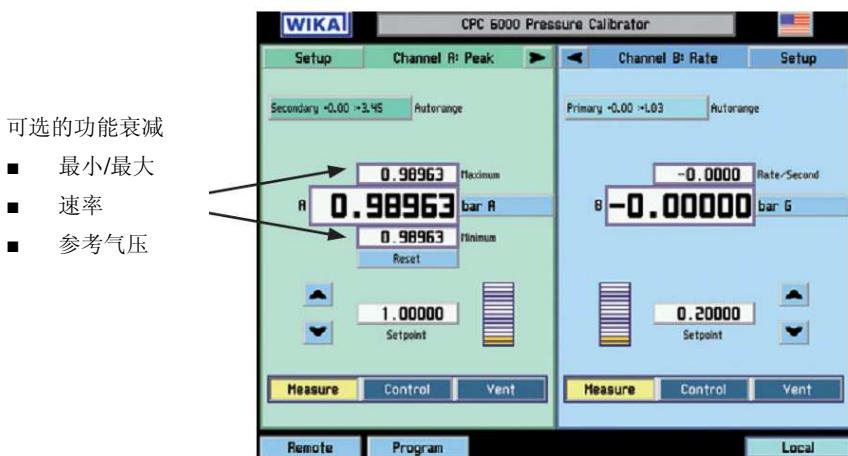 可选的功能衰减
■ 最小/最大
■ 速率
■ 参考气压
WIKA
CPC 6000 Pressure Calibrator
Setup
Channel A: Peak
Channel B: Rate
Setup
Secondary +0.00 :+3.45
Autorange
Primary +0.00 :+1.03
Autorange
0.98963 Maximum
A 0.98963 bar A
0.98963 Minimum
Reset
-0.0000 Rate/Second
B -0.00000 bar G
1.00000
Setpoint
0.20000
Setpoint
Measure
Control
Vent
Measure
Control
Vent
Remote
Program
Local